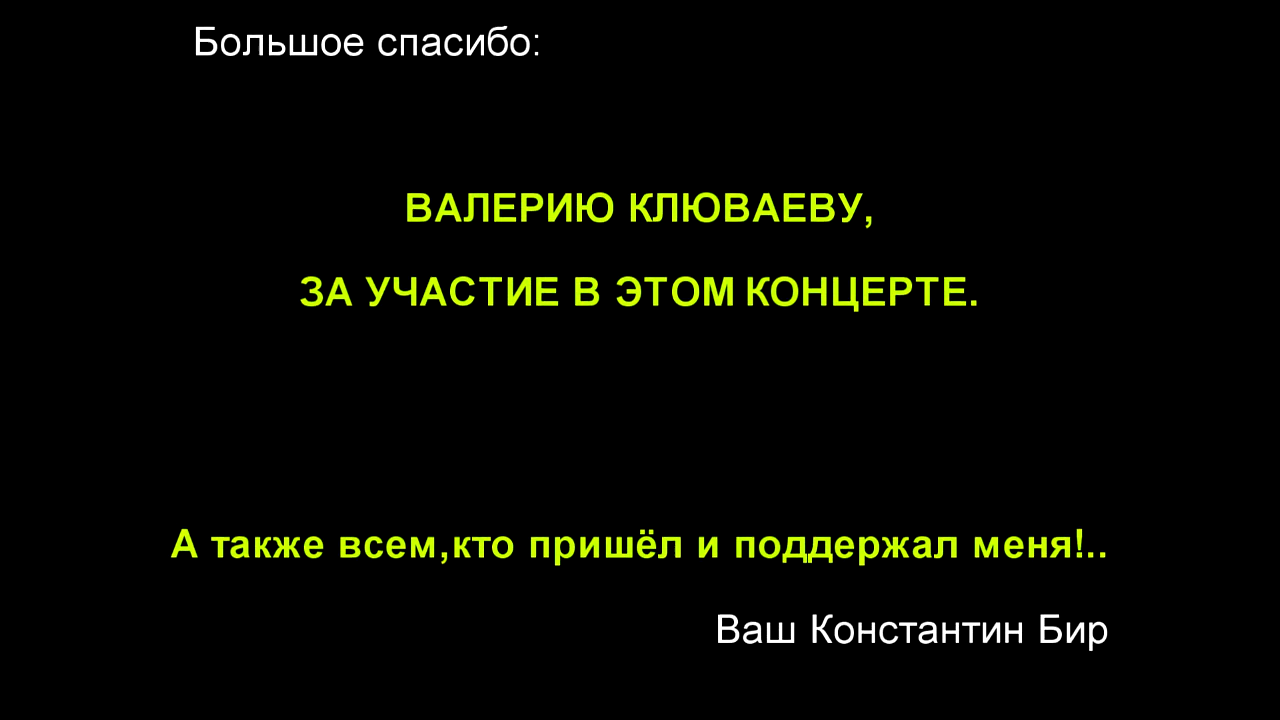 Большое спасибо:
ВАЛЕРИЮ КЛЮВАЕВУ,
ЗА УЧАСТИЕ В ЭТОМ КОНЦЕРТЕ.
А также всем,кто пришёл и поддержал меня!..
Ваш Константин Бир